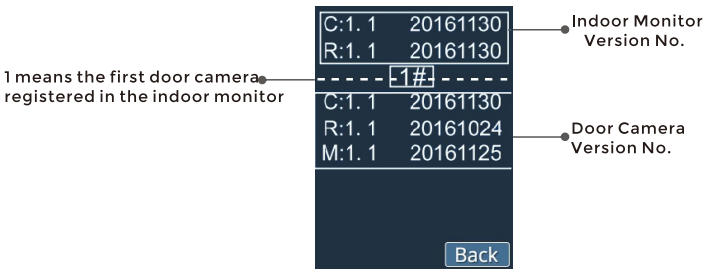 C:1. 1 20161130
R:1. 1 20161130
Indoor Monitor
Version No.
1 means the first door camera
registered in the indoor monitor
1#
C:1. 1 20161130
R:1. 1 20161024
M:1. 1 20161125
Door Camera
Version No.
Back